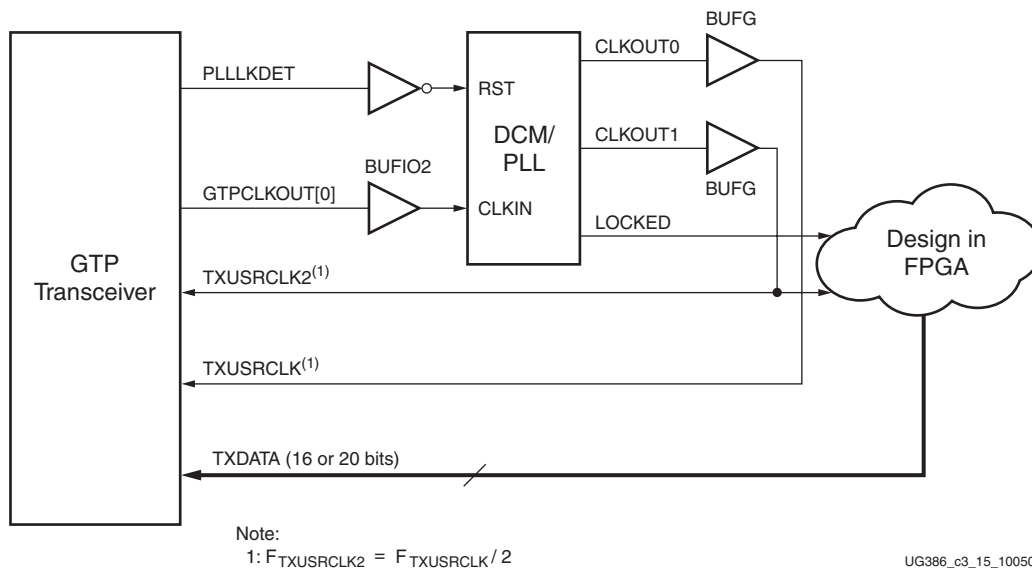 BUFG
CLKOUT0
PLLLKDET
RST
DCM/
PLL
CLKOUT1
BUFG
BUFIO2
GTPCLKOUT[0]
CLKIN
LOCKED
Design in
FPGA
GTP
Transceiver
TXUSRCLK2(1)
TXUSRCLK(1)
TXDATA (16 or 20 bits)
Note:
1: FTXUSRCLK2 = FTXUSRCLK / 2
UG386_c3_15_10050